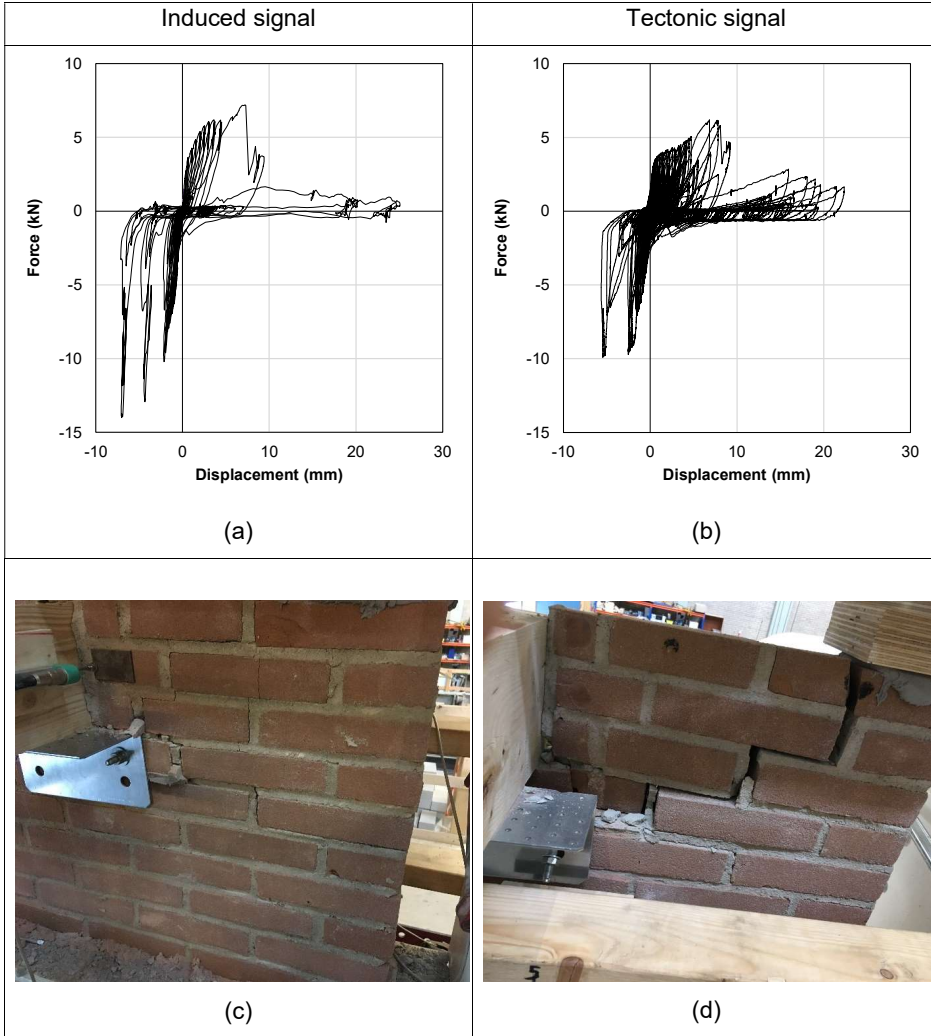 Induced signal
Tectonic signal
10
5
0
-5
-10
-15
Force (kN)
-10
0
10
20
30
Displacement (mm)
(a)
10
5
0
-5
-10
-15
Force (kN)
-10
0
10
20
30
Displacement (mm)
(b)
(c)
5
(d)